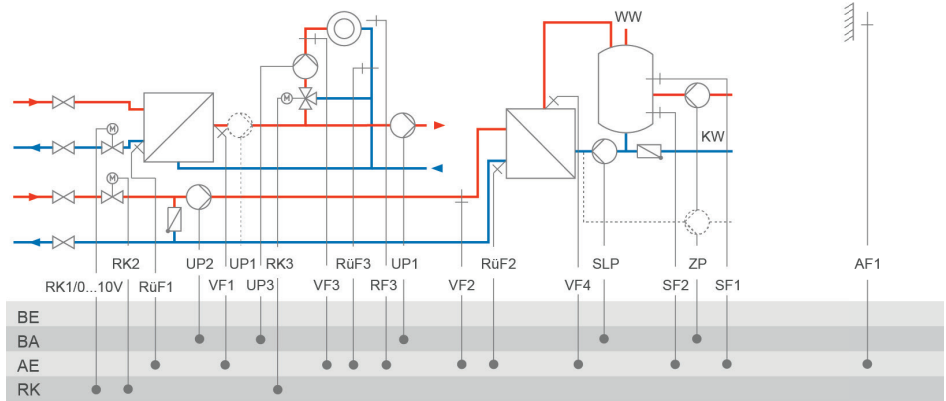 WW
M
KW
M
M
RK2 UP2 UP1 RK3 RüF3 UP1 RüF2 SLP ZP AF1
RK1/0...10V RüF1 VF1 UP3 VF3 RF3 VF2 VF4 SF2 SF1
BE
BA
AE
RK